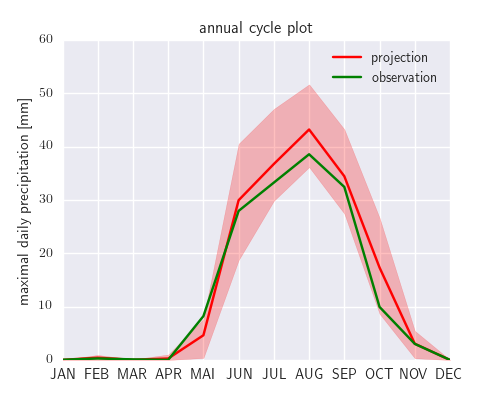 annual cycle plot
60
50
40
30
20
10
0
maximal daily precipitation [mm]
projection
observation
JAN FEB MAR APR MAI JUN JUL AUG SEP OCT NOV DEC